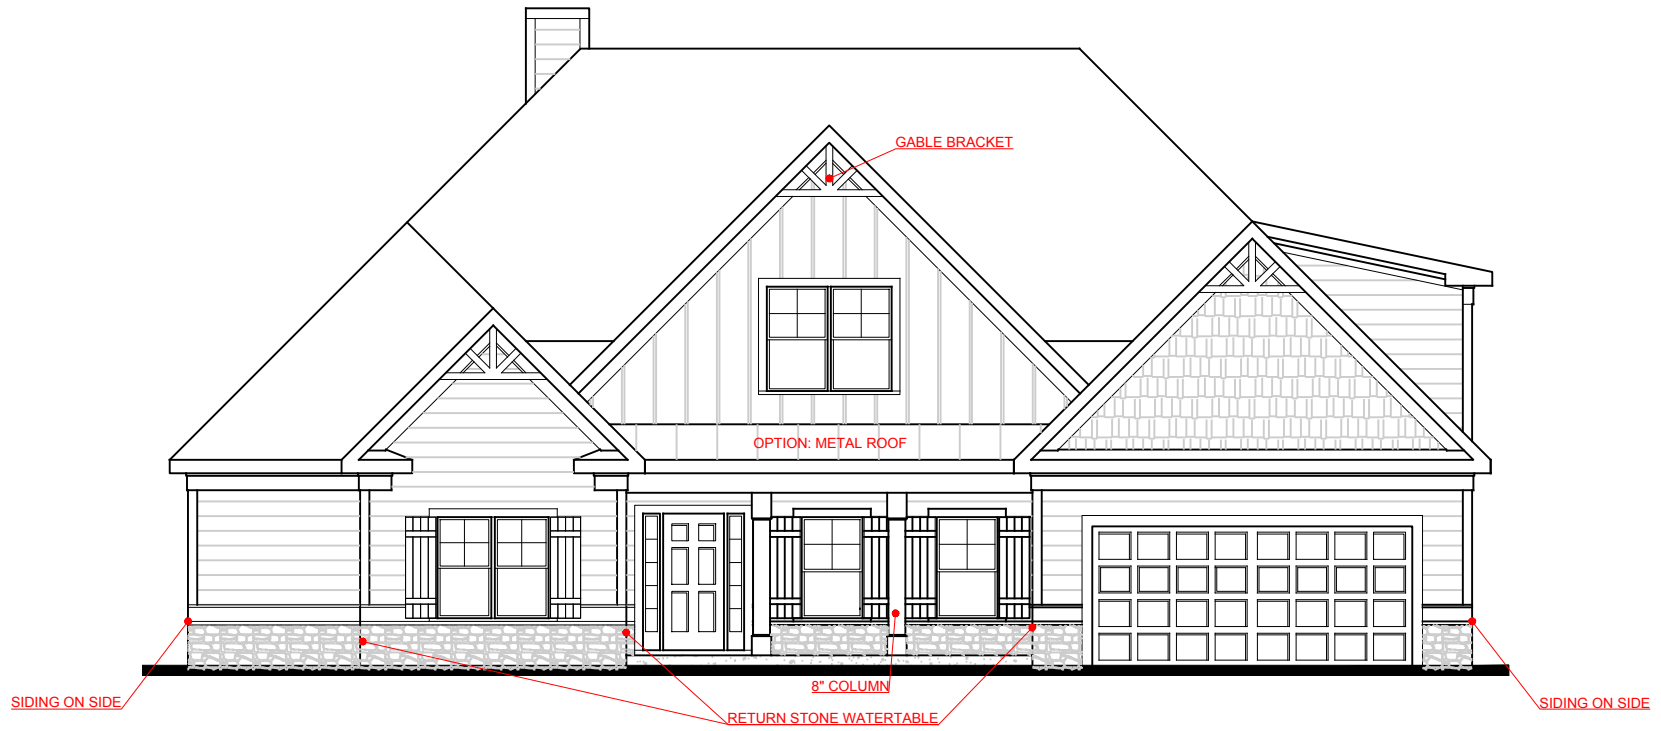 GABLE BRACKET
OPTION: METAL ROOF
8" COLUMN
SIDING ON SIDE
SIDING ON SIDE
RETURN STONE WATERTABLE